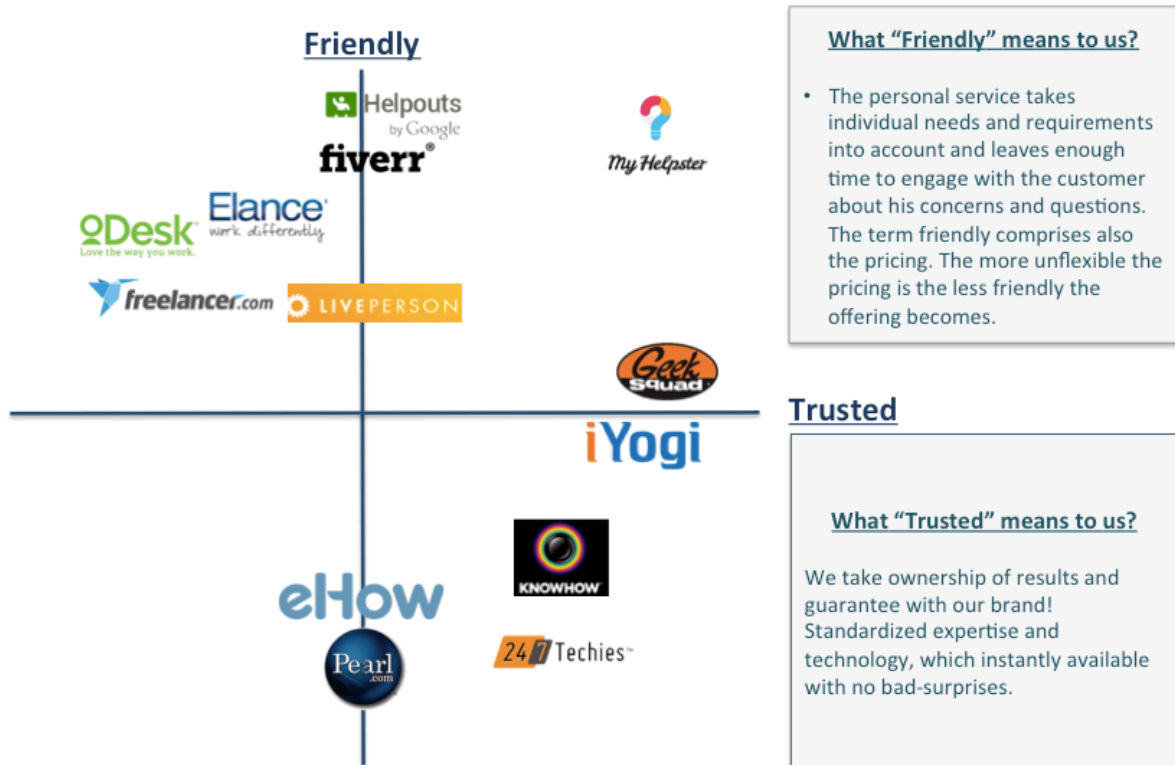 Friendly
Helpouts
by Google
fiverr®
My Helpster
Elance
work differently
oDesk™
Love the way you work.
freelancer.com
LIVEPERSON
Geek
Squad
iYogi
KNOWHOW™
eHow
Pearl
.com
24 7 Techies™
What “Friendly” means to us?
• The personal service takes
individual needs and requirements
into account and leaves enough
time to engage with the customer
about his concerns and questions.
The term friendly comprises also
the pricing. The more unflexible the
pricing is the less friendly the
offering becomes.
Trusted
What “Trusted” means to us?
We take ownership of results and
guarantee with our brand!
Standardized expertise and
technology, which instantly available
with no bad-surprises.